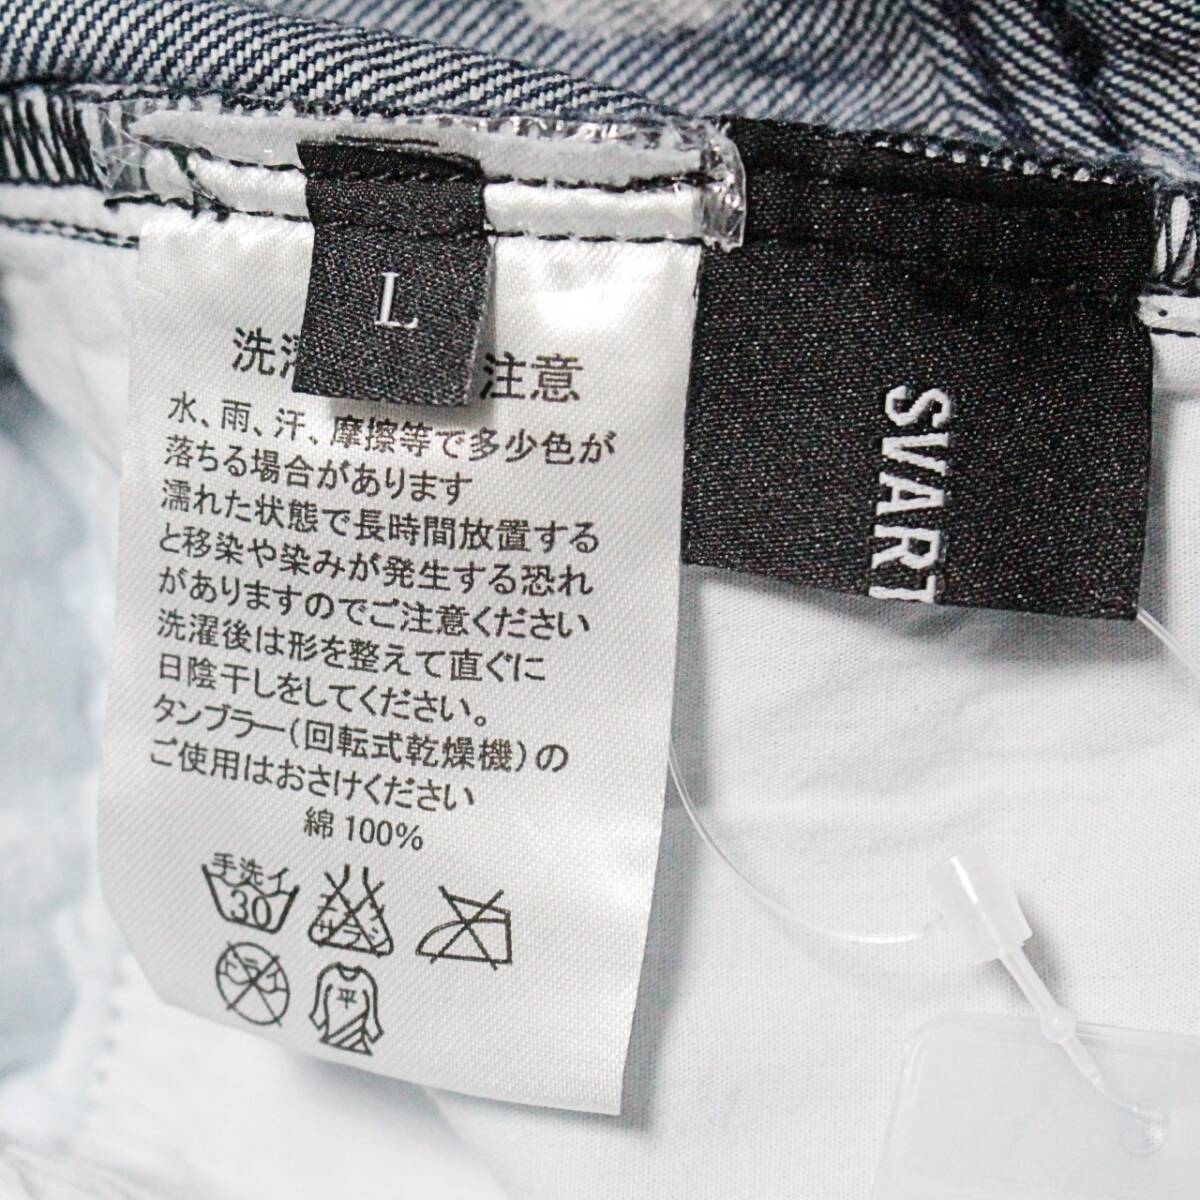 L
SVART
洗 注意
水、雨、汗、摩擦等で多少色が
落ちる場合があります
濡れた状態で長時間放置する
と移染や染みが発生する恐れ
がありますのでご注意ください
洗濯後は形を整えて直ぐに
日陰干しをしてください。
タンブラー(回転式乾燥機)の
ご使用はおさけください
綿 100%
手洗イ
30
サラシ
ドライ
平